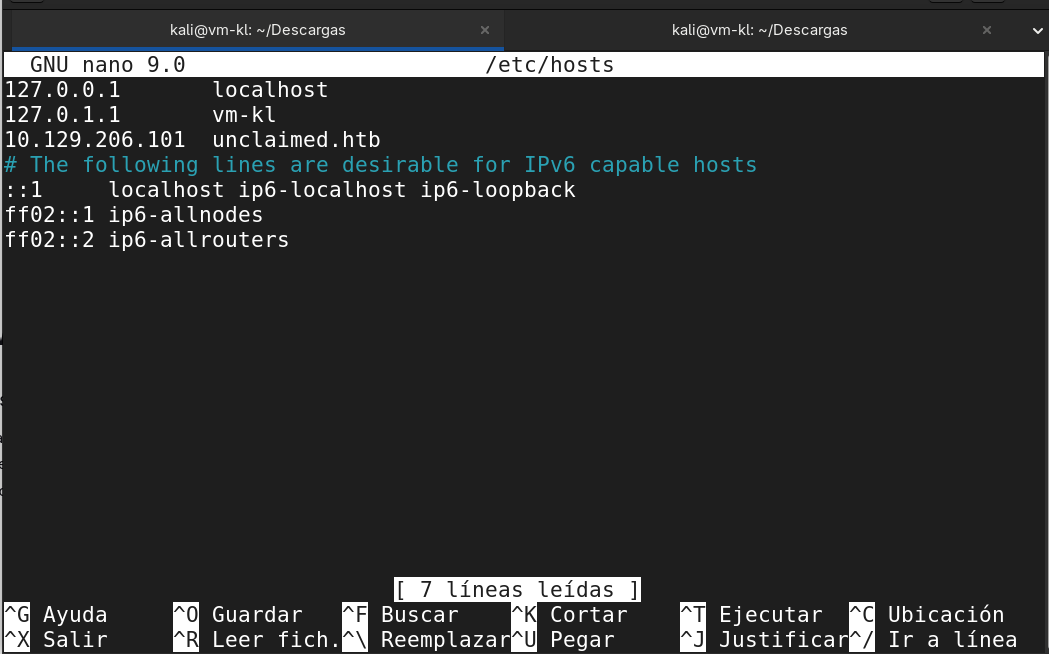 kali@vm-kl: ~/Descargas × kali@vm-kl: ~/Descargas ×
GNU nano 9.0 /etc/hosts
127.0.0.1 localhost
127.0.1.1 vm-kl
10.129.206.101 unclaimed.htb
# The following lines are desirable for IPv6 capable hosts
::1 localhost ip6-localhost ip6-loopback
ff02::1 ip6-allnodes
ff02::2 ip6-allrouters
[ 7 líneas leídas ]
^G Ayuda ^O Guardar ^F Buscar ^K Cortar ^T Ejecutar ^C Ubicación
^X Salir ^R Leer fich. ^\ Reemplazar ^U Pegar ^J Justificar ^/ Ir a línea